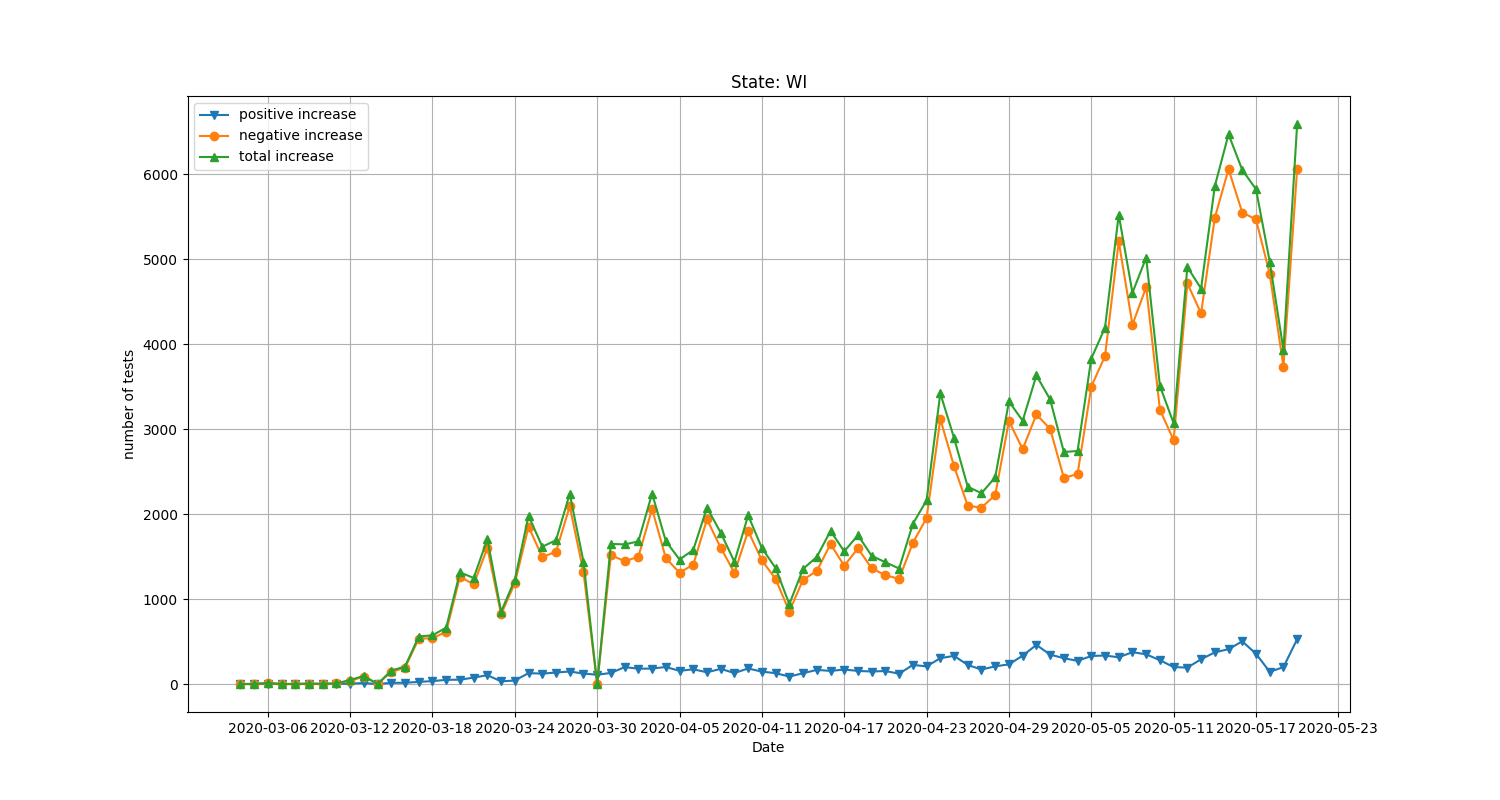 State: WI
positive increase
negative increase
total increase
6000
5000
4000
3000
2000
1000
0
number of tests
2020-03-06 2020-03-12 2020-03-18 2020-03-24 2020-03-30 2020-04-05 2020-04-11 2020-04-17 2020-04-23 2020-04-29 2020-05-05 2020-05-11 2020-05-17 2020-05-23
Date